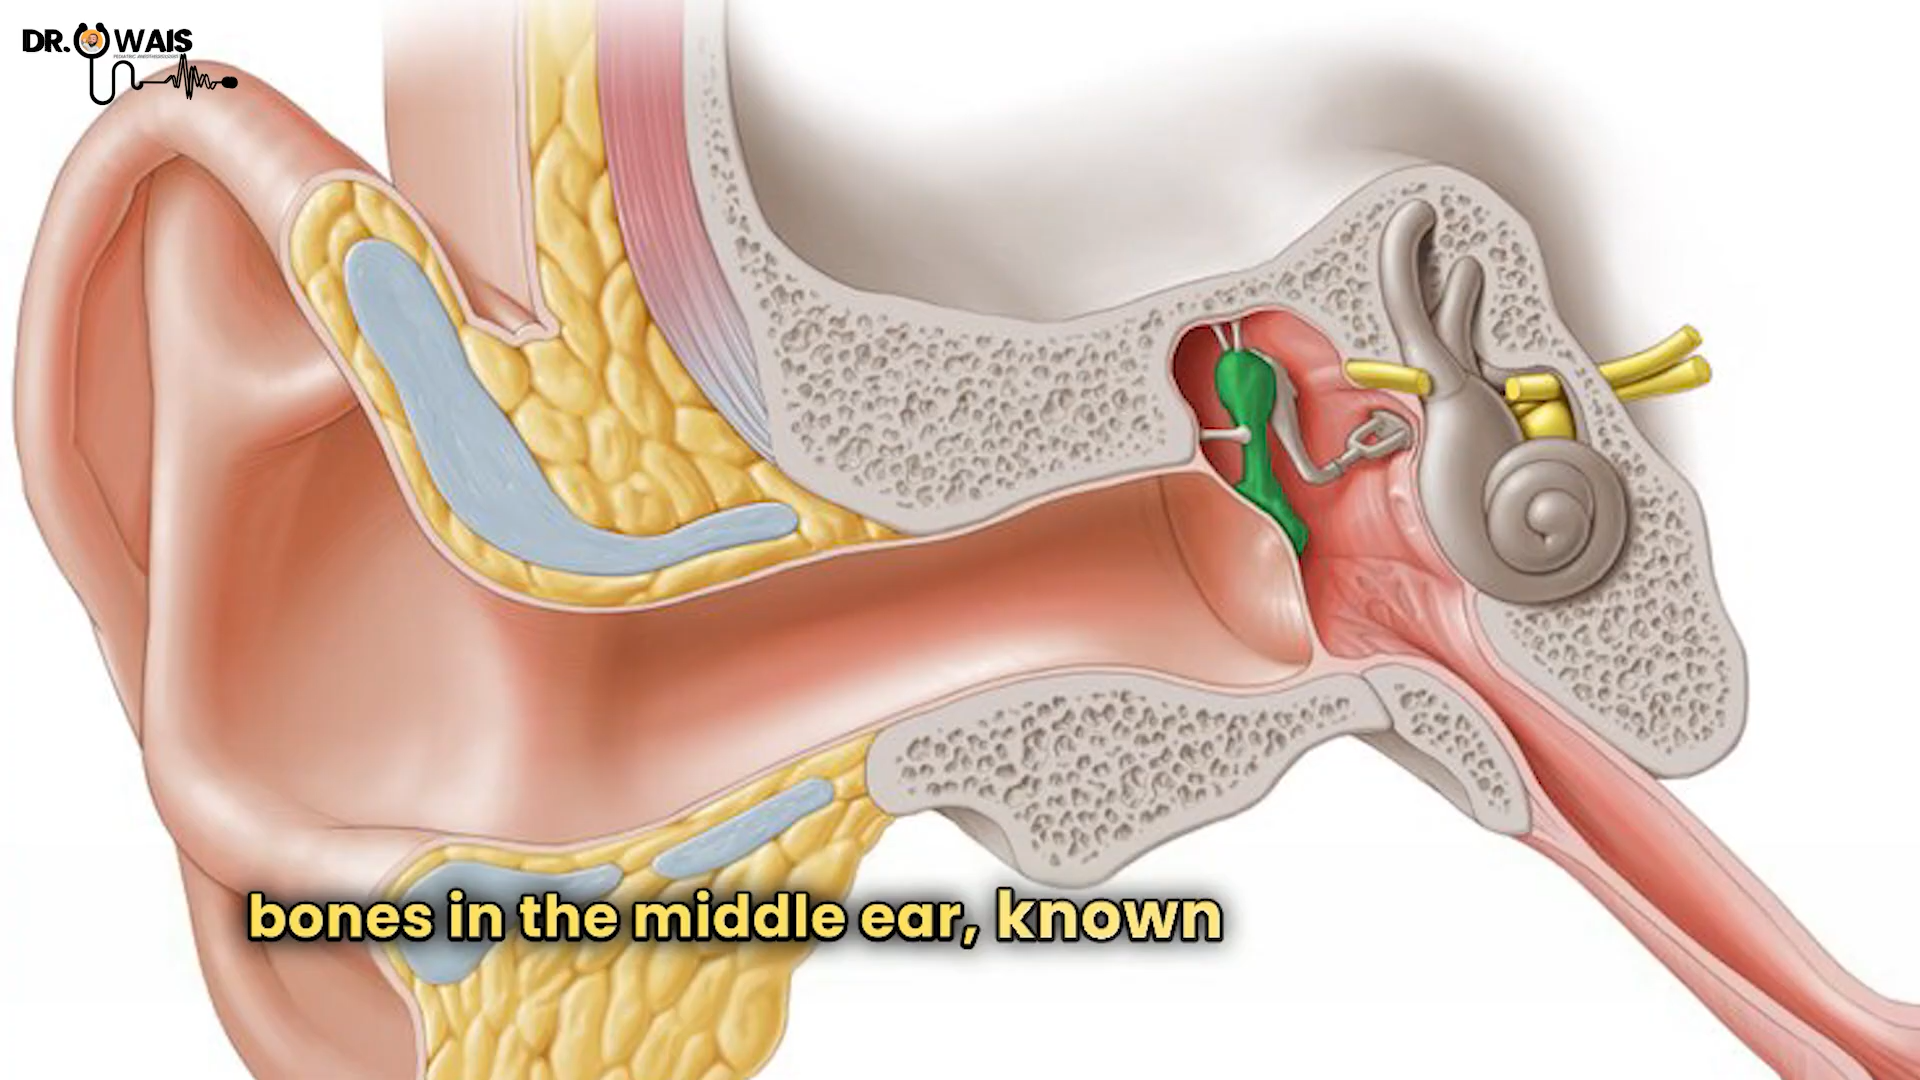 DR. OWAIS
bones in the middle ear, known